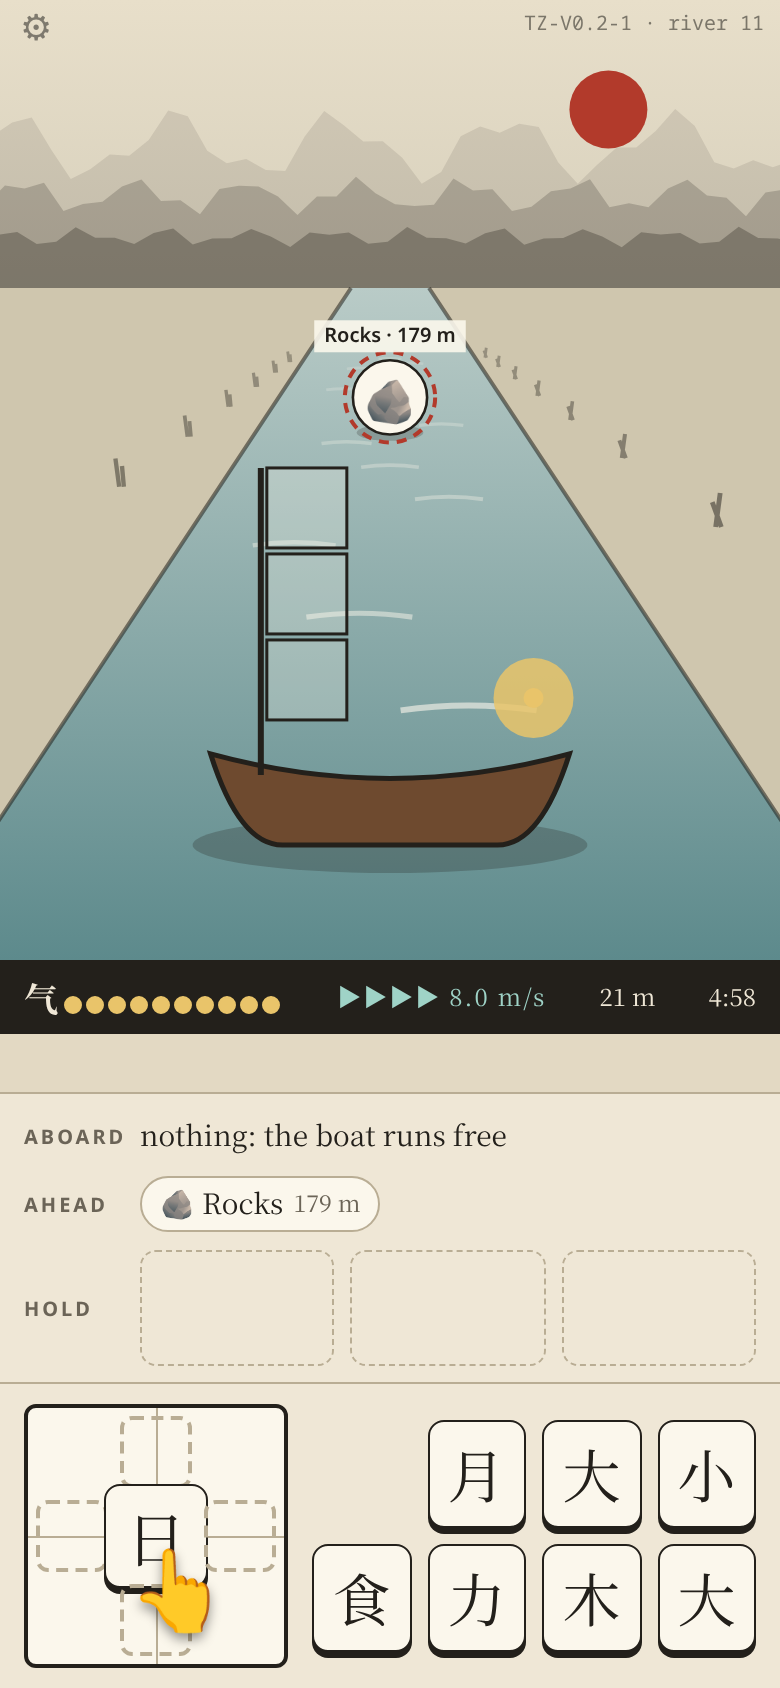 TZ-V0.2-1 · river 11
Rocks · 179 m
气 8.0 m/s 21 m 4:58
ABOARD nothing: the boat runs free
AHEAD Rocks 179 m
HOLD
日
月 大 小
食 力 木 大